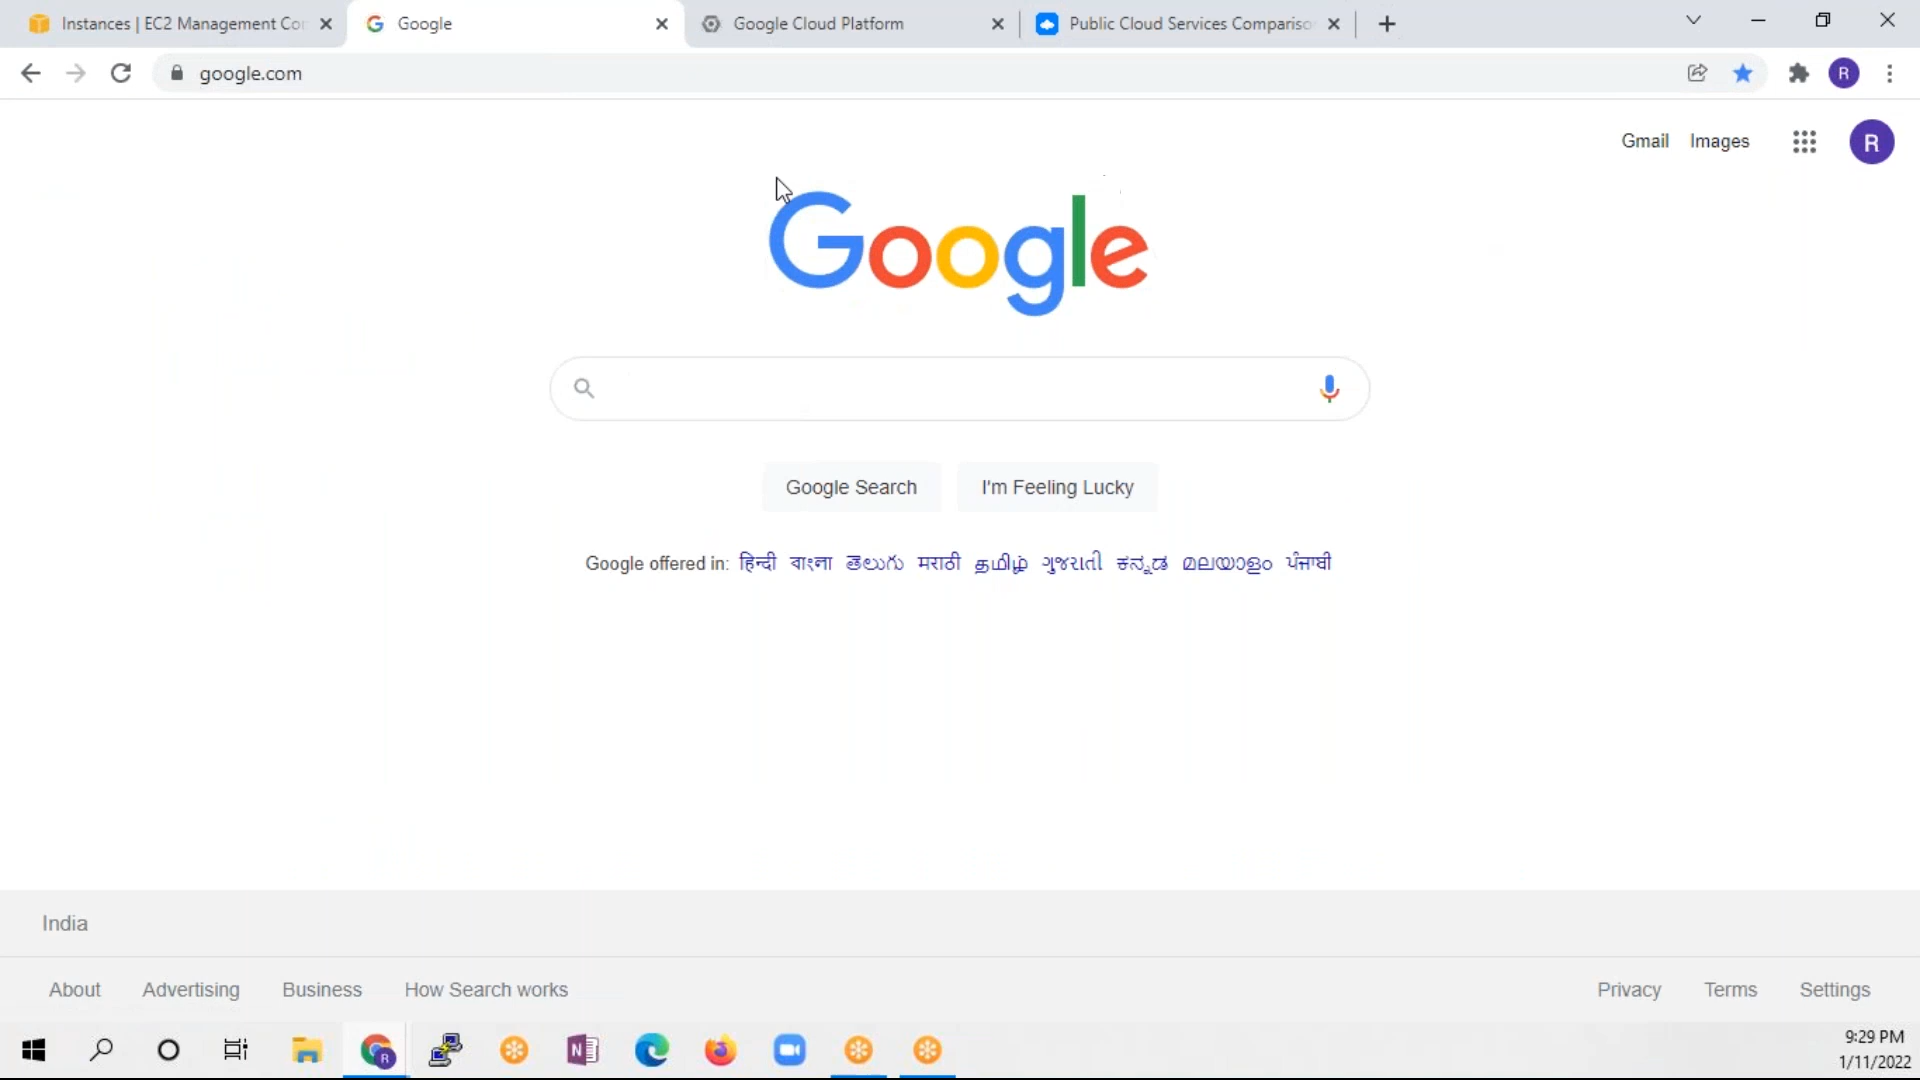 Instances | EC2 Management Cor
Google
Google Cloud Platform
Public Cloud Services Compariso
google.com
R
Gmail Images
R
Google
Google Search
I'm Feeling Lucky
Google offered in: हिन्दी বাংলা తెలుగు मराठी தமிழ் ગુજરાતી ಕನ್ನಡ മലയാളം ਪੰਜਾਬੀ
India
About Advertising Business How Search works
Privacy Terms Settings
R
N
9:29 PM
1/11/2022